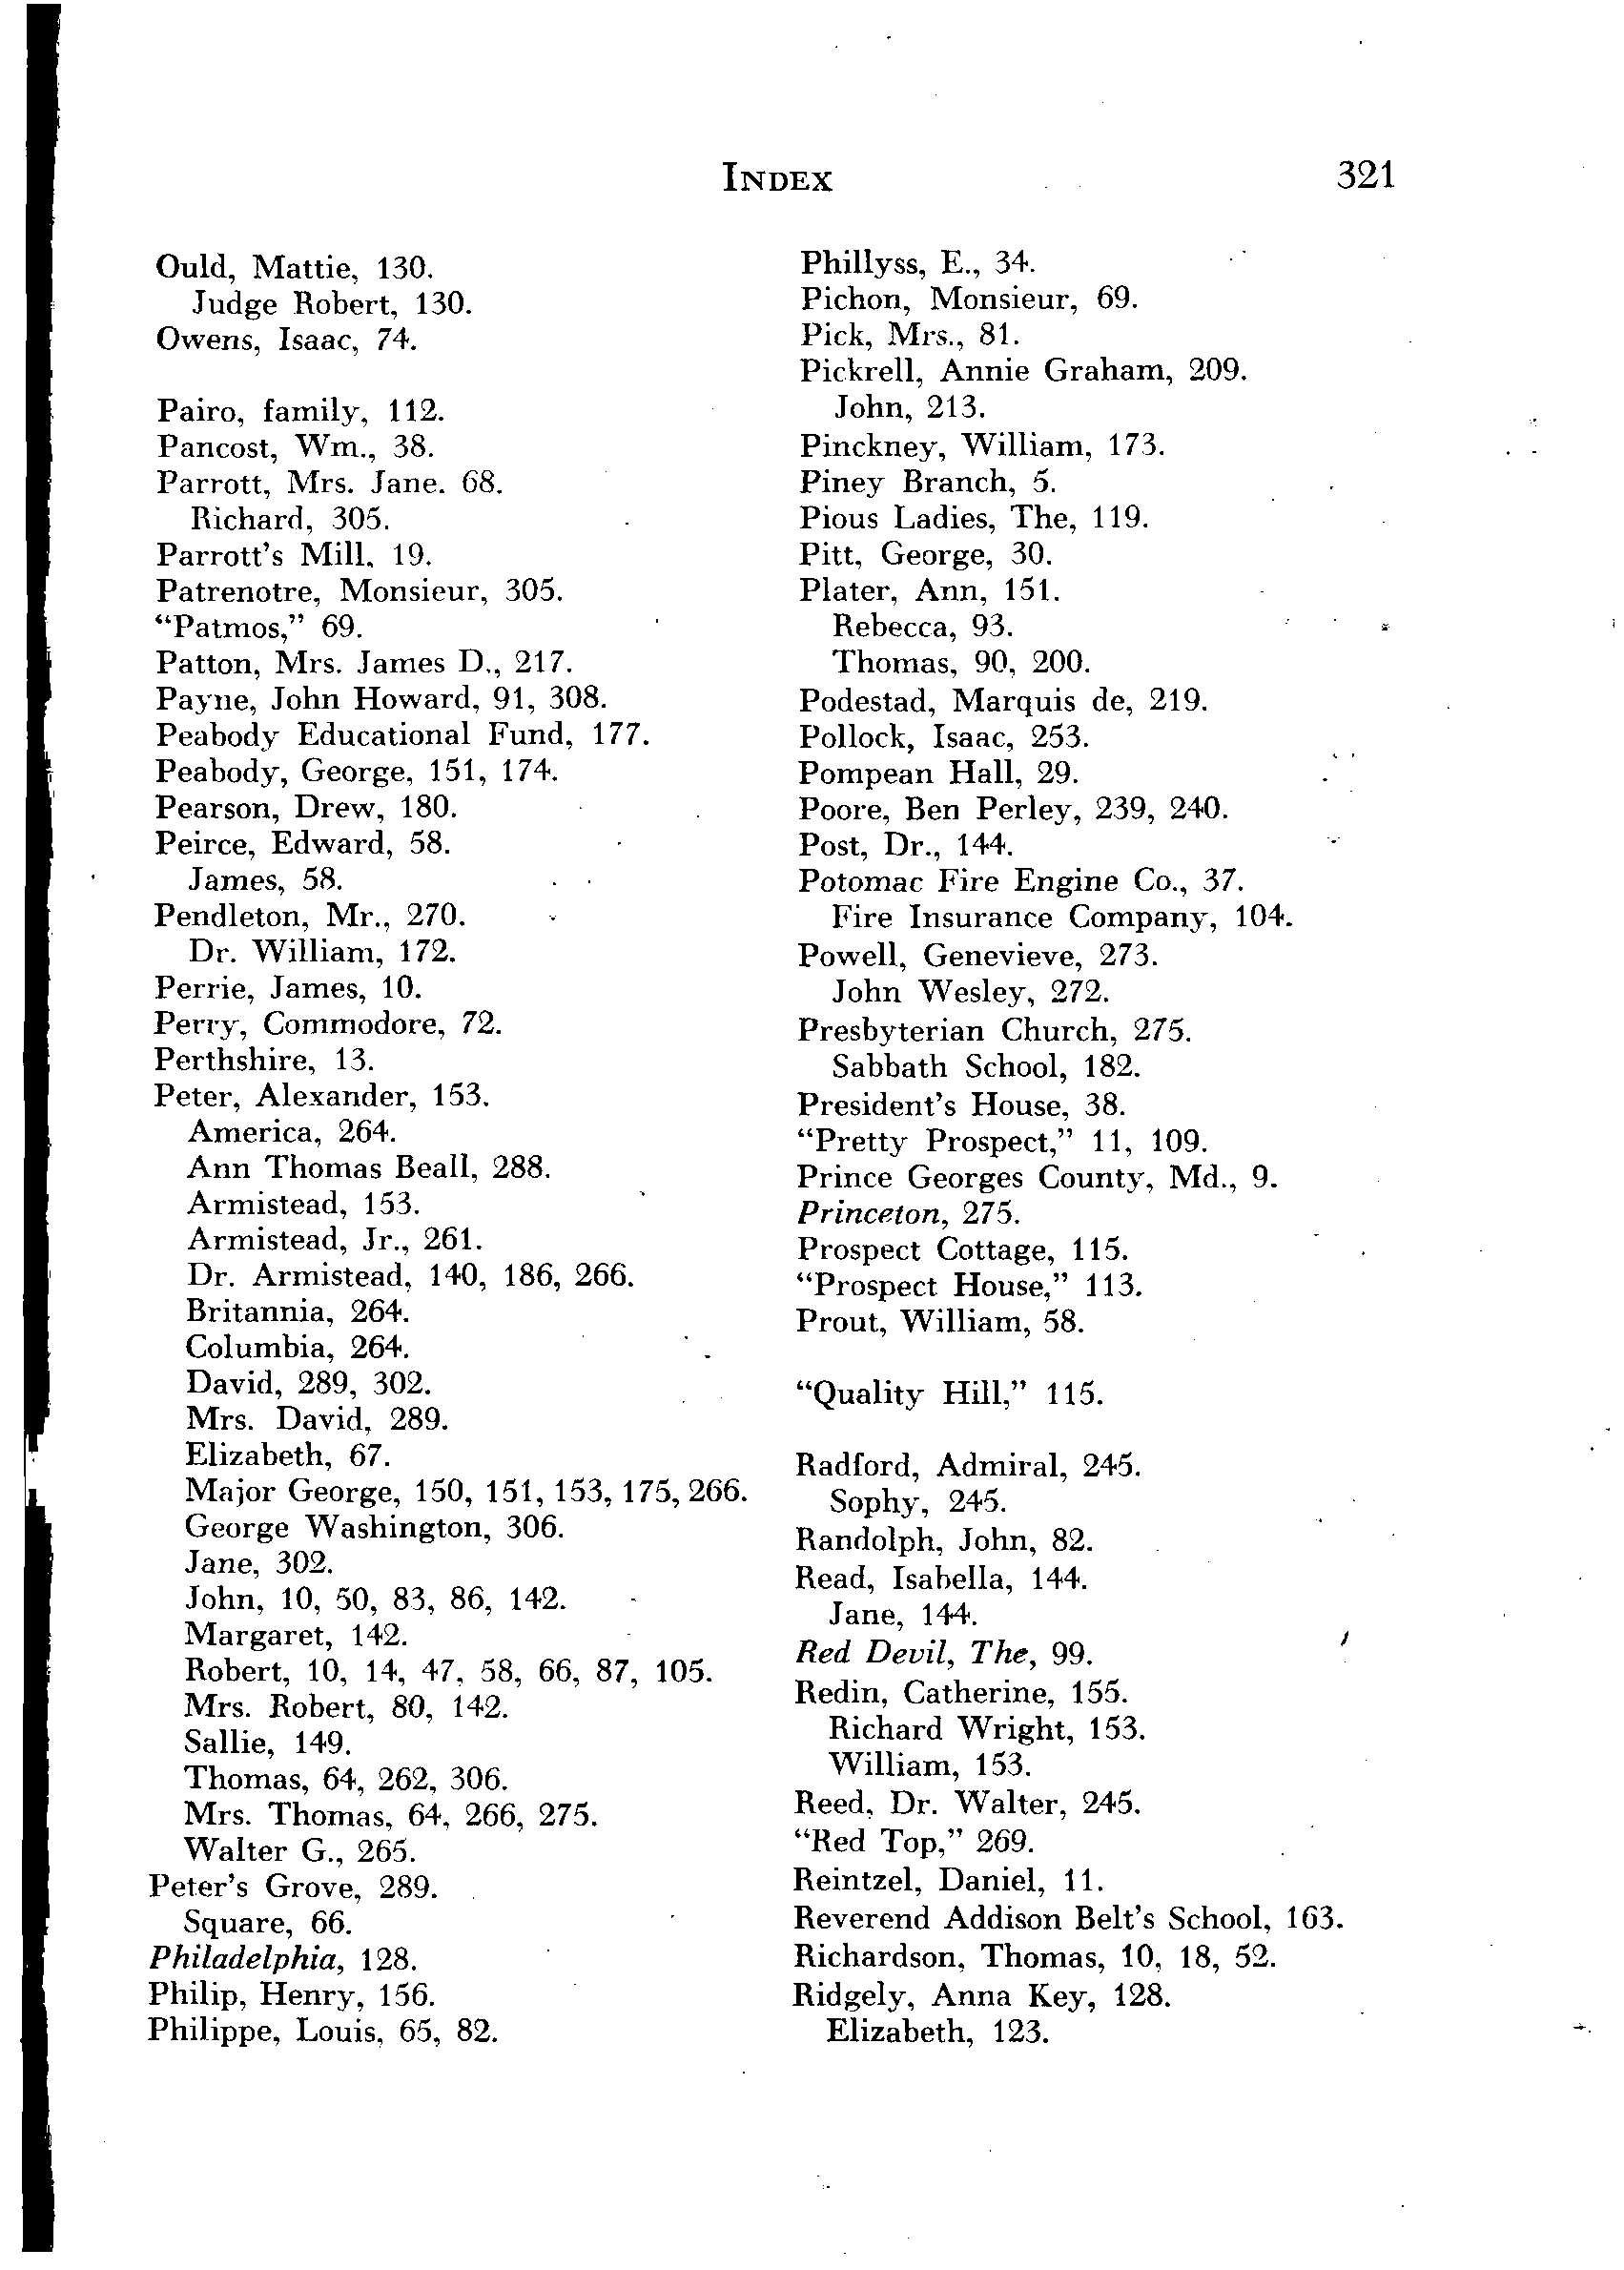 INDEX 321
Ould, Mattie, 130.
Judge Robert, 130.
Owens, Isaac, 74.
Pairo, family, 112.
Pancost, Wm., 38.
Parrott, Mrs. Jane. 68.
Richard, 305.
Parrott's Mill, 19.
Patrenotre, Monsieur, 305.
“Patmos,” 69.
Patton, Mrs. James D., 217.
Payne, John Howard, 91, 308.
Peabody Educational Fund, 177.
Peabody, George, 151, 174.
Pearson, Drew, 180.
Peirce, Edward, 58.
James, 58.
Pendleton, Mr., 270.
Dr. William, 172.
Perrie, James, 10.
Perry, Commodore, 72.
Perthshire, 13.
Peter, Alexander, 153.
America, 264.
Ann Thomas Beall, 288.
Armistead, 153.
Armistead, Jr., 261.
Dr. Armistead, 140, 186, 266.
Britannia, 264.
Columbia, 264.
David, 289, 302.
Mrs. David, 289.
Elizabeth, 67.
Major George, 150, 151, 153, 175, 266.
George Washington, 306.
Jane, 302.
John, 10, 50, 83, 86, 142.
Margaret, 142.
Robert, 10, 14, 47, 58, 66, 87, 105.
Mrs. Robert, 80, 142.
Sallie, 149.
Thomas, 64, 262, 306.
Mrs. Thomas, 64, 266, 275.
Walter G., 265.
Peter's Grove, 289.
Square, 66.
Philadelphia, 128.
Philip, Henry, 156.
Philippe, Louis, 65, 82.
Phillyss, E., 34.
Pichon, Monsieur, 69.
Pick, Mrs., 81.
Pickrell, Annie Graham, 209.
John, 213.
Pinckney, William, 173.
Piney Branch, 5.
Pious Ladies, The, 119.
Pitt, George, 30.
Plater, Ann, 151.
Rebecca, 93.
Thomas, 90, 200.
Podestad, Marquis de, 219.
Pollock, Isaac, 253.
Pompean Hall, 29.
Poore, Ben Perley, 239, 240.
Post, Dr., 144.
Potomac Fire Engine Co., 37.
Fire Insurance Company, 104.
Powell, Genevieve, 273.
John Wesley, 272.
Presbyterian Church, 275.
Sabbath School, 182.
President's House, 38.
“Pretty Prospect,” 11, 109.
Prince Georges County, Md., 9.
Princeton, 275.
Prospect Cottage, 115.
“Prospect House,” 113.
Prout, William, 58.
“Quality Hill,” 115.
Radford, Admiral, 245.
Sophy, 245.
Randolph, John, 82.
Read, Isabella, 144.
Jane, 144.
Red Devil, The, 99.
Redin, Catherine, 155.
Richard Wright, 153.
William, 153.
Reed, Dr. Walter, 245.
“Red Top,” 269.
Reintzel, Daniel, 11.
Reverend Addison Belt's School, 163.
Richardson, Thomas, 10, 18, 52.
Ridgely, Anna Key, 128.
Elizabeth, 123.